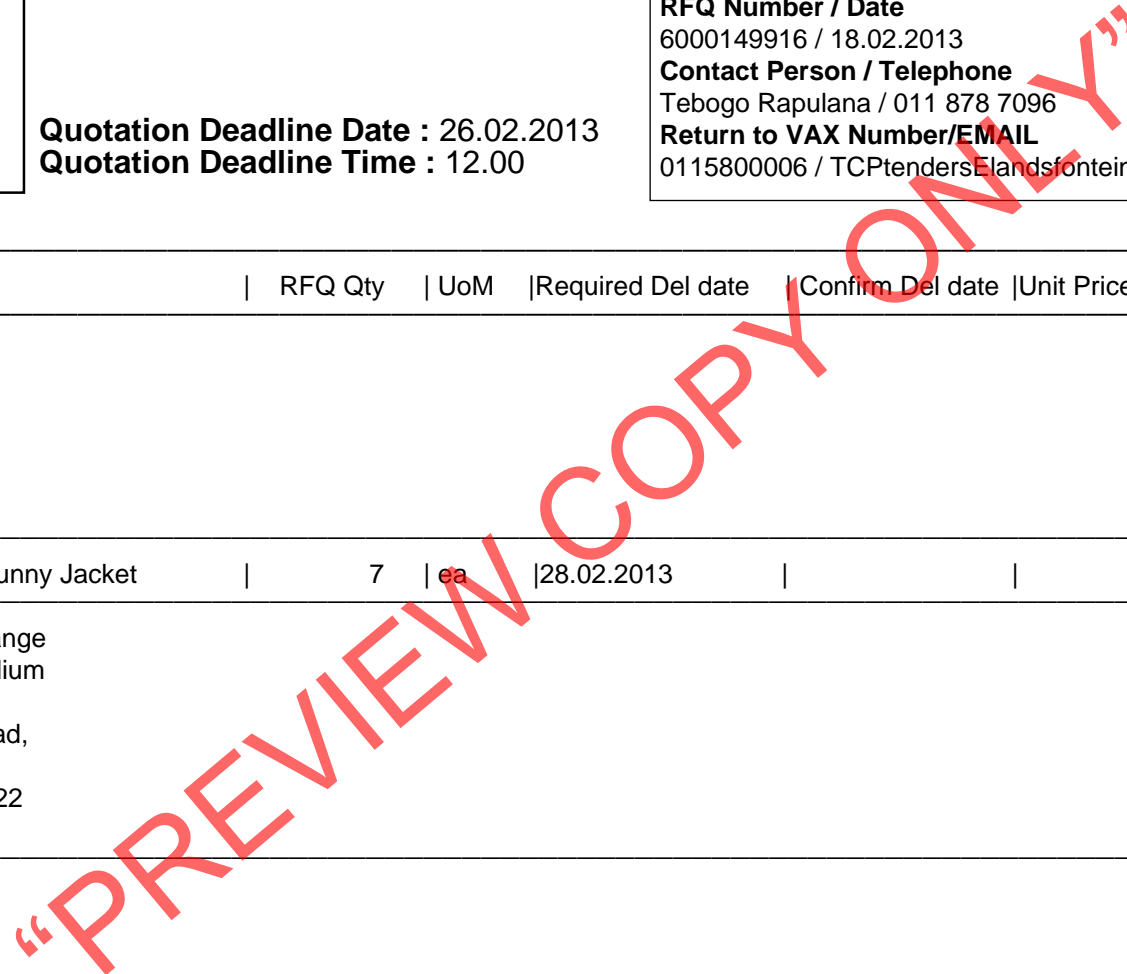 RFQ Number / Date
6000149916 / 18.02.2013
Contact Person / Telephone
Tebogo Rapulana / 011 878 7096
Return to VAX Number/EMAIL
0115800006 / TCPtendersElandsfontein
Quotation Deadline Date : 26.02.2013
Quotation Deadline Time : 12.00
| RFQ Qty | UoM |Required Del date | Confirm Del date |Unit Price
unny Jacket | 7 | ea |28.02.2013 | |
ange
lium
ad,
22
“PREVIEW COPY ONLY”